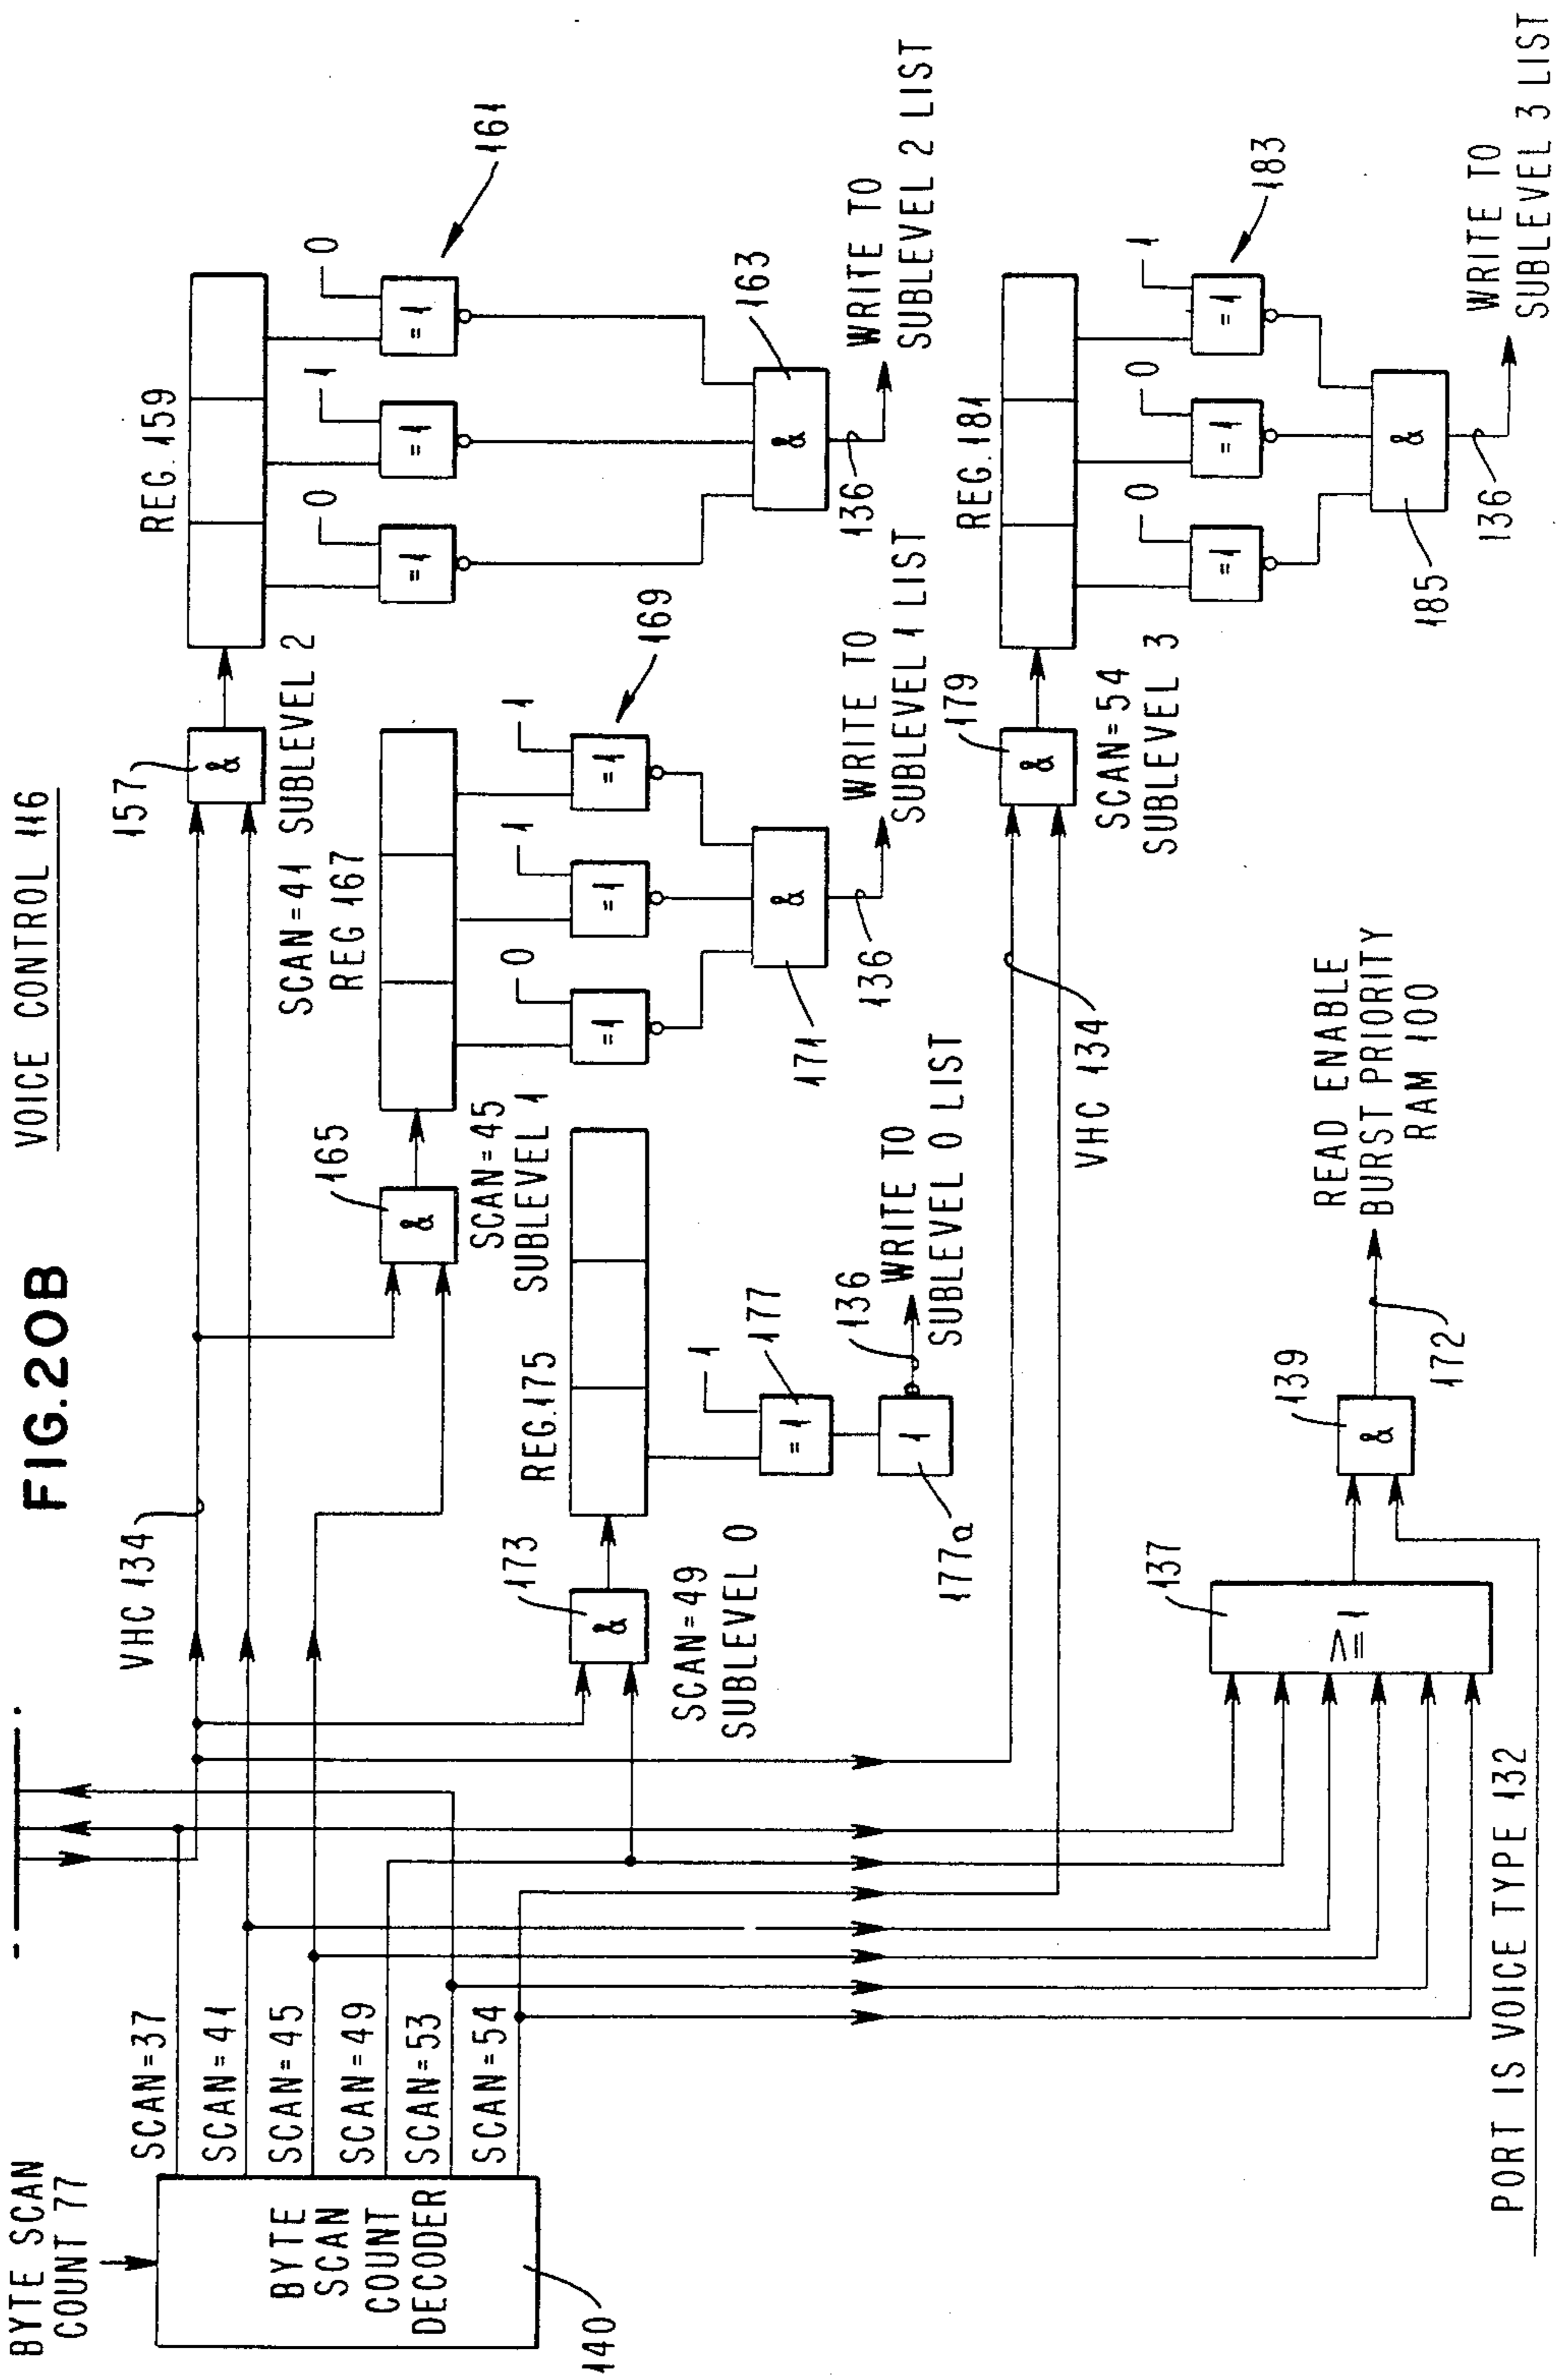 FIG.20B
VOICE CONTROL 116
BYTE SCAN
COUNT 77
BYTE
SCAN
COUNT
DECODER
140
SCAN=37
SCAN=41
SCAN=45
SCAN=49
SCAN=53
SCAN=54
VHC 134
157
&
SCAN=41 SUBLEVEL 2
REG. 159
0
1
0
=1
=1
=1
161
&
163
136
WRITE TO
SUBLEVEL 2 LIST
165
&
SCAN=45
SUBLEVEL 1
REG 167
0
1
1
=1
=1
=1
169
&
171
136
WRITE TO
SUBLEVEL 1 LIST
173
&
SCAN=49
SUBLEVEL 0
REG. 175
1
=1
177
1
177a
136
WRITE TO
SUBLEVEL 0 LIST
VHC 134
179
&
SCAN=54
SUBLEVEL 3
REG. 181
0
0
1
=1
=1
=1
183
&
185
136
WRITE TO
SUBLEVEL 3 LIST
137
≥1
139
&
172
READ ENABLE
BURST PRIORITY
RAM 100
PORT IS VOICE TYPE 132